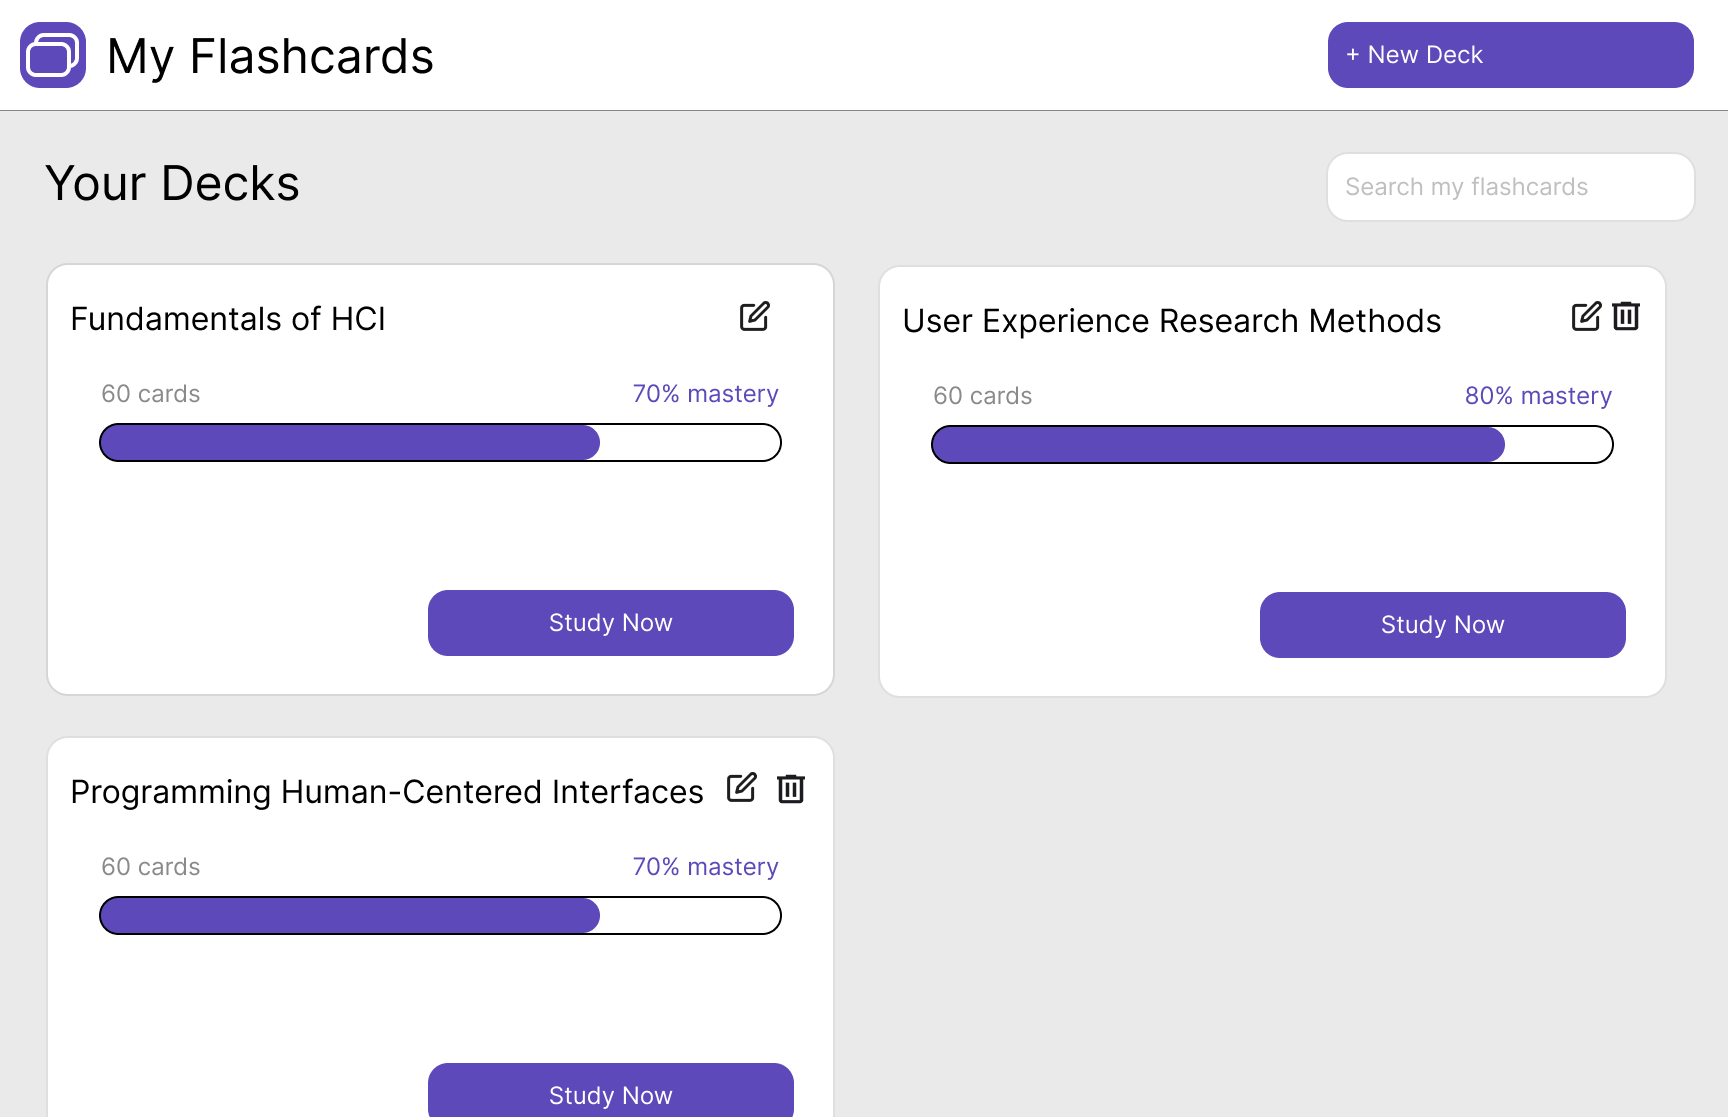 My Flashcards
+ New Deck
Your Decks
Search my flashcards
Fundamentals of HCI
60 cards
70% mastery
Study Now
User Experience Research Methods
60 cards
80% mastery
Study Now
Programming Human-Centered Interfaces
60 cards
70% mastery
Study Now